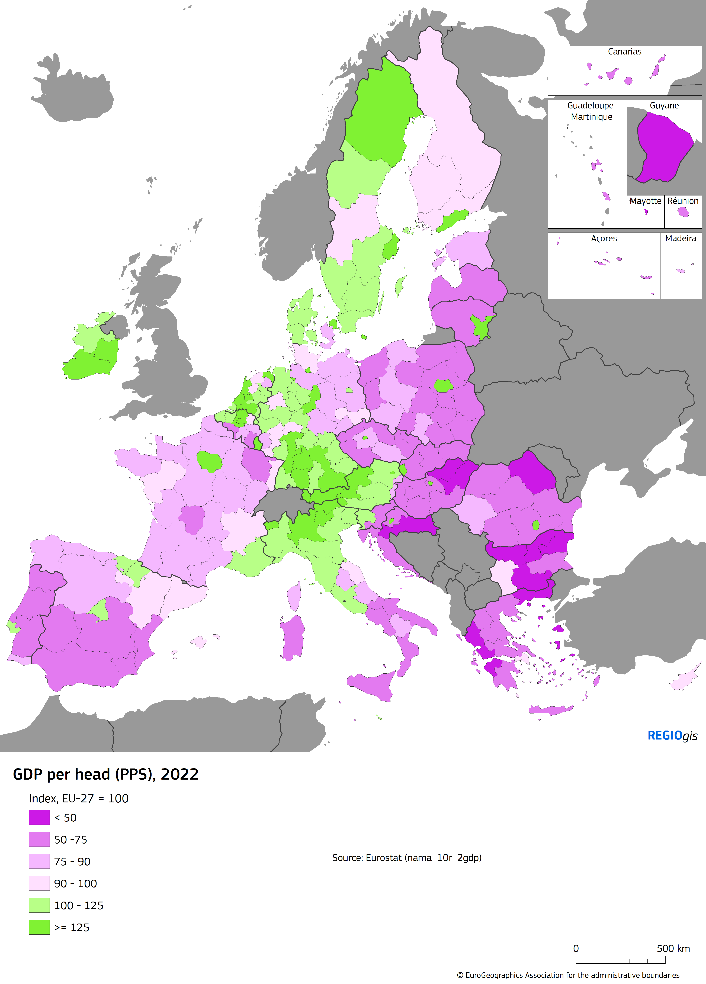 Canarias
Guadeloupe
Martinique
Guyane
Mayotte
Réunion
Açores
Madeira
REGIOgis
GDP per head (PPS), 2022
Index, EU-27 = 100
< 50
50 -75
75 - 90
90 - 100
100 - 125
>= 125
Source: Eurostat (nama_10r_2gdp)
0 500 km
© EuroGeographics Association for the administrative boundaries